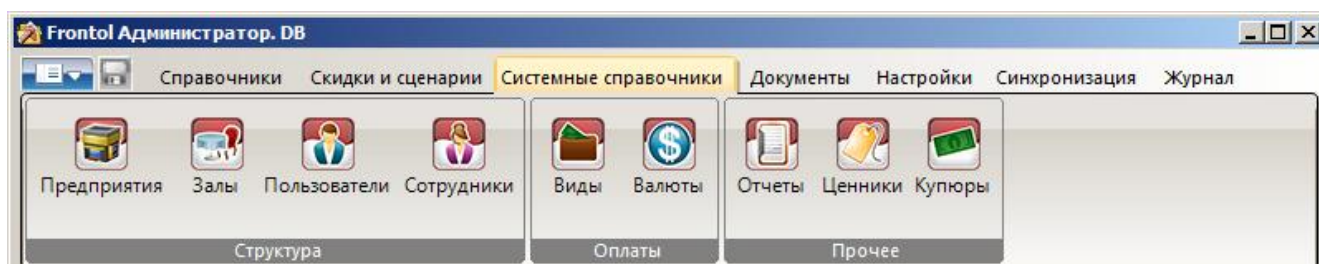 Frontol Администратор. DB
Справочники Скидки и сценарии Системные справочники Документы Настройки Синхронизация Журнал
Предприятия Залы Пользователи Сотрудники Виды Валюты Отчеты Ценники Купюры
Структура Оплаты Прочее